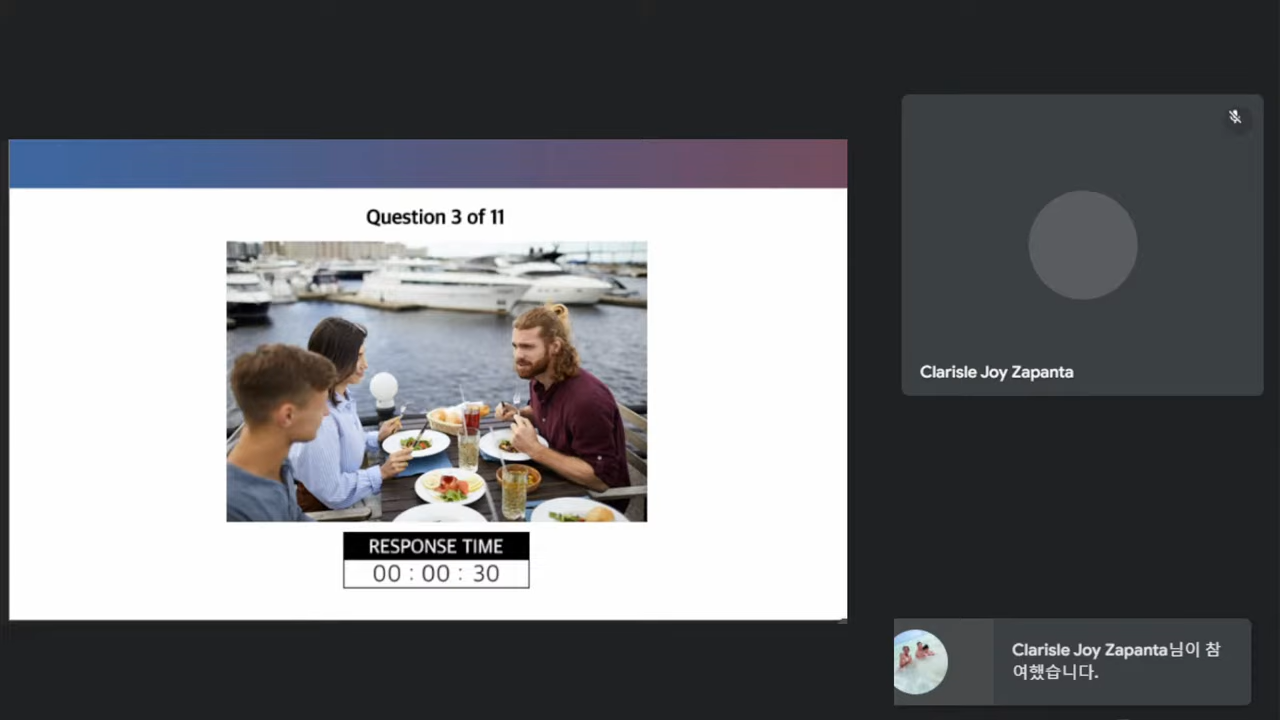 Question 3 of 11
RESPONSE TIME
00 : 00 : 30
Clarisle Joy Zapanta
Clarisle Joy Zapanta님이 참
여했습니다.